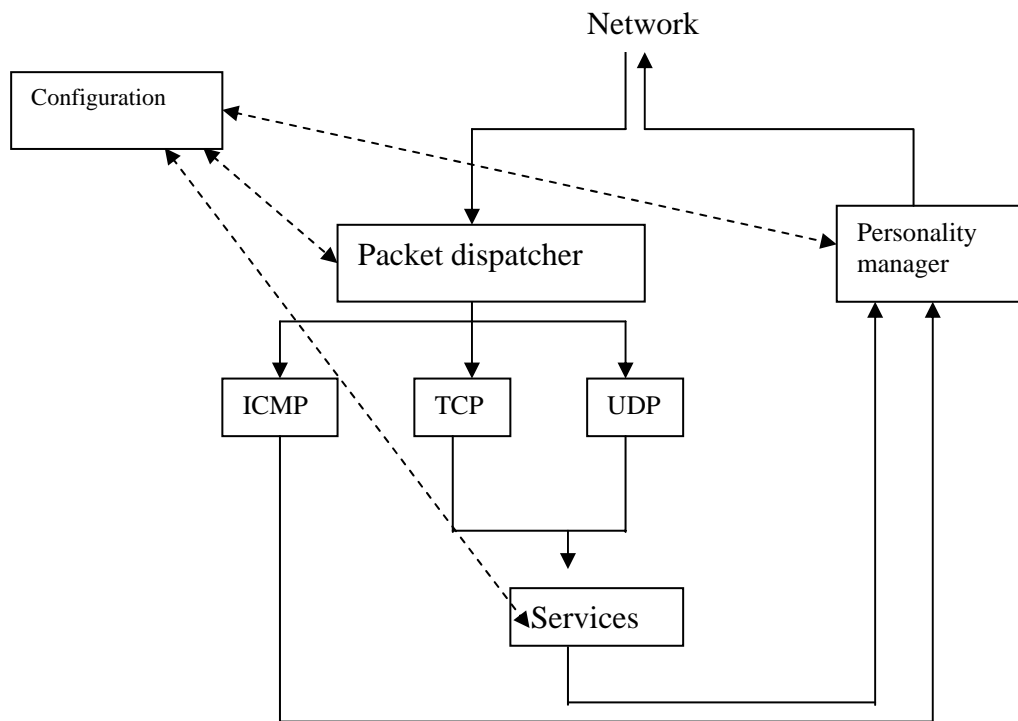 Network
Configuration
Personality
manager
Packet dispatcher
ICMP
TCP
UDP
Services